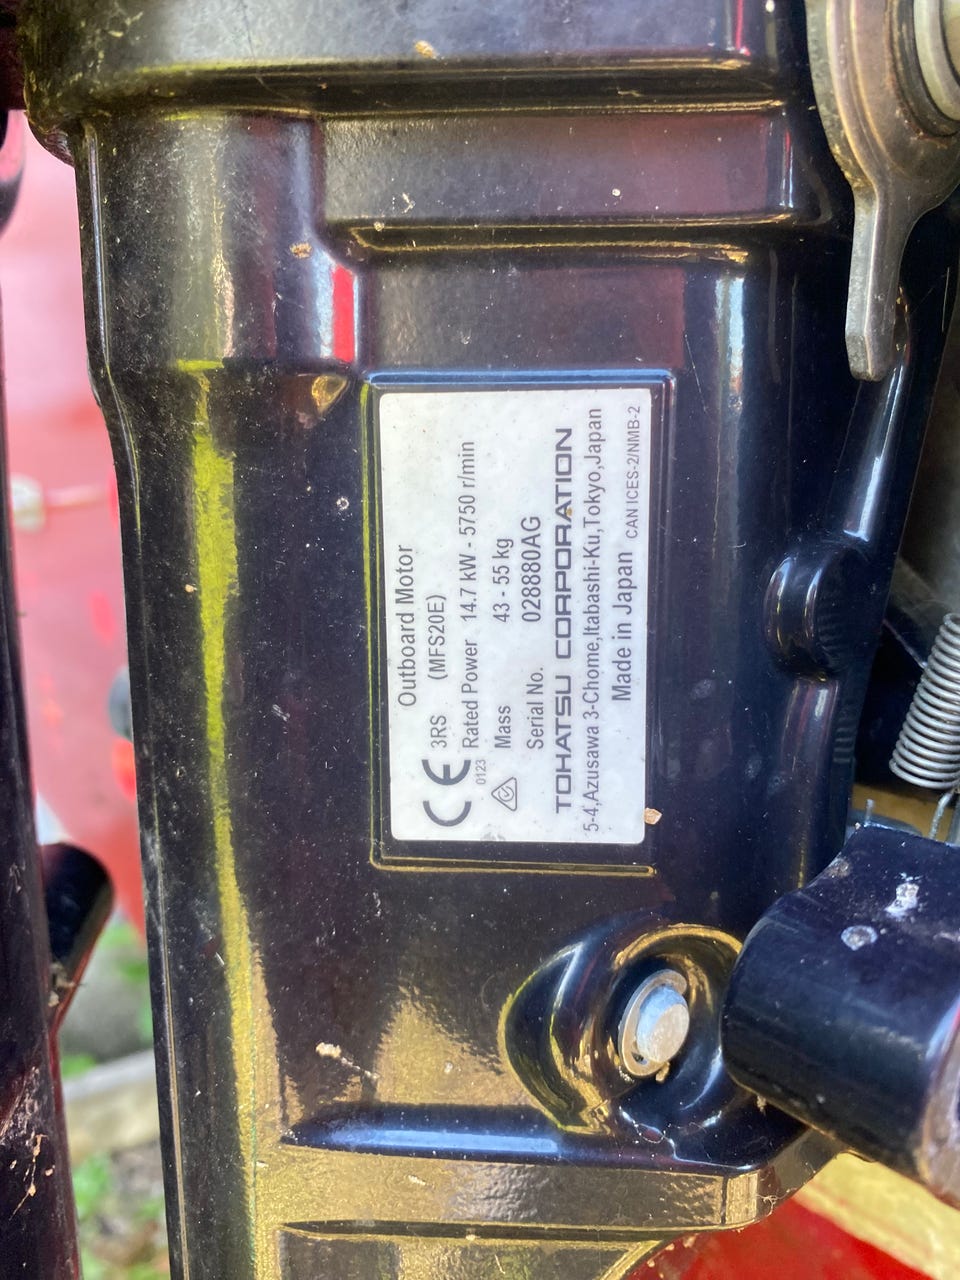 Outboard Motor
3RS (MFS20E)
Rated Power 14.7 kW - 5750 r/min
Mass 43 - 55 kg
Serial No. 028880AG
TOHATSU CORPORATION
5-4,Azusawa 3-Chome,Itabashi-Ku,Tokyo,Japan
Made in Japan CAN ICES-2/NMB-2
CE
0123